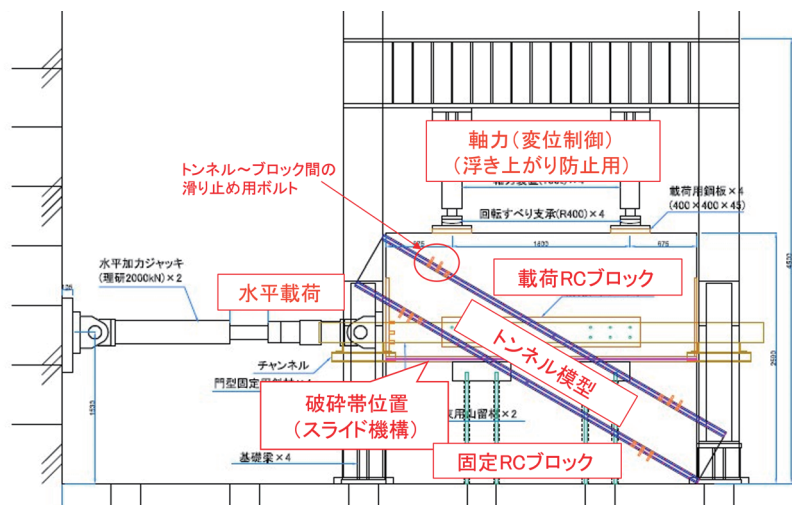 軸力（変位制御）
（浮き上がり防止用）
トンネル～ブロック間の
滑り止め用ボルト
載荷用鋼板×4
(400×400×45)
回転すべり支承(R400)×4
675
1400
675
水平加力ジャッキ
(理研2000kN)×2
水平載荷
載荷RCブロック
トンネル模型
チャンネル
破砕帯位置
（スライド機構）
固定RCブロック
基礎梁×4
4500
2500